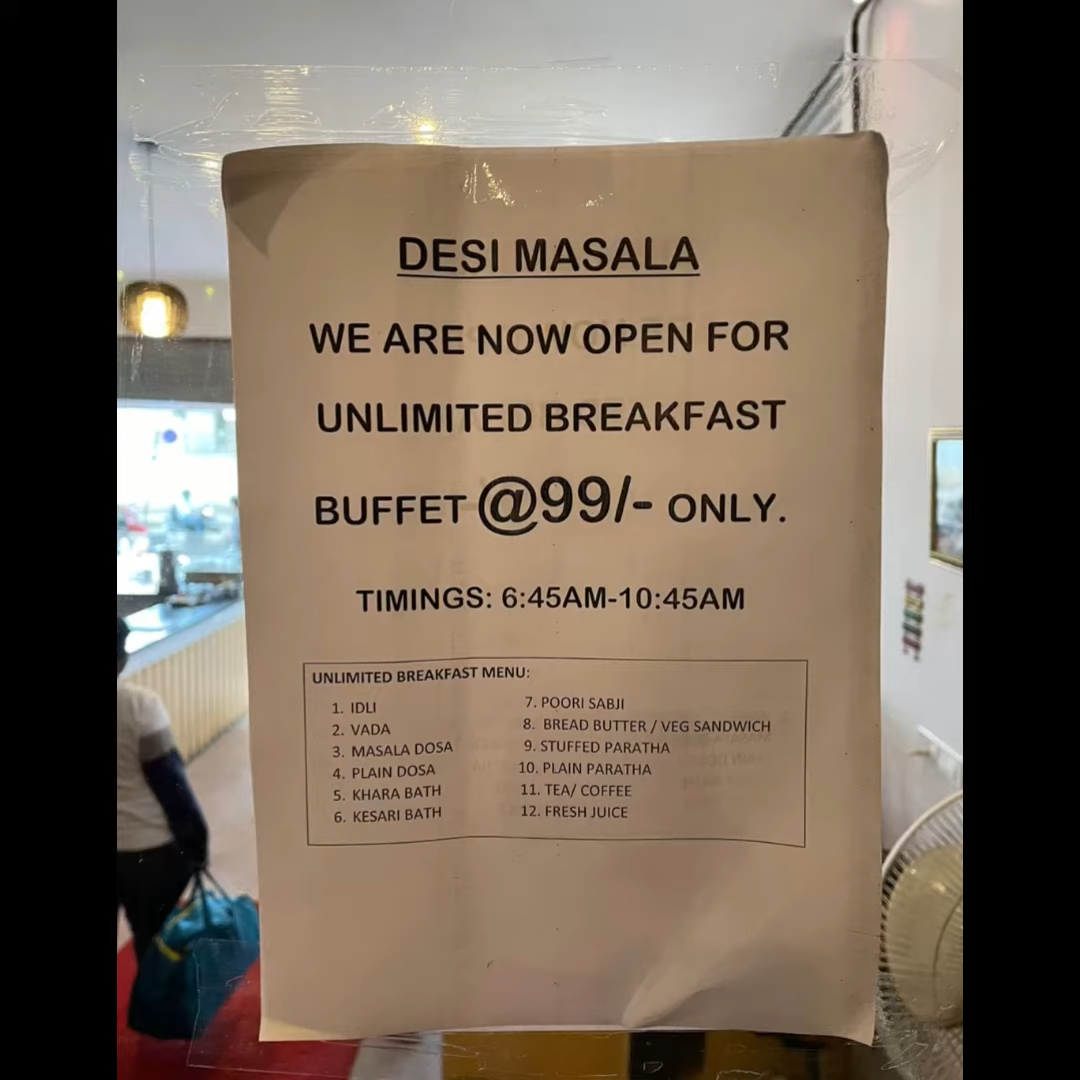 DESI MASALA
WE ARE NOW OPEN FOR
UNLIMITED BREAKFAST
BUFFET @99/- ONLY.
TIMINGS: 6:45AM-10:45AM
UNLIMITED BREAKFAST MENU:
1. IDLI
2. VADA
3. MASALA DOSA
4. PLAIN DOSA
5. KHARA BATH
6. KESARI BATH
7. POORI SABJI
8. BREAD BUTTER / VEG SANDWICH
9. STUFFED PARATHA
10. PLAIN PARATHA
11. TEA/ COFFEE
12. FRESH JUICE